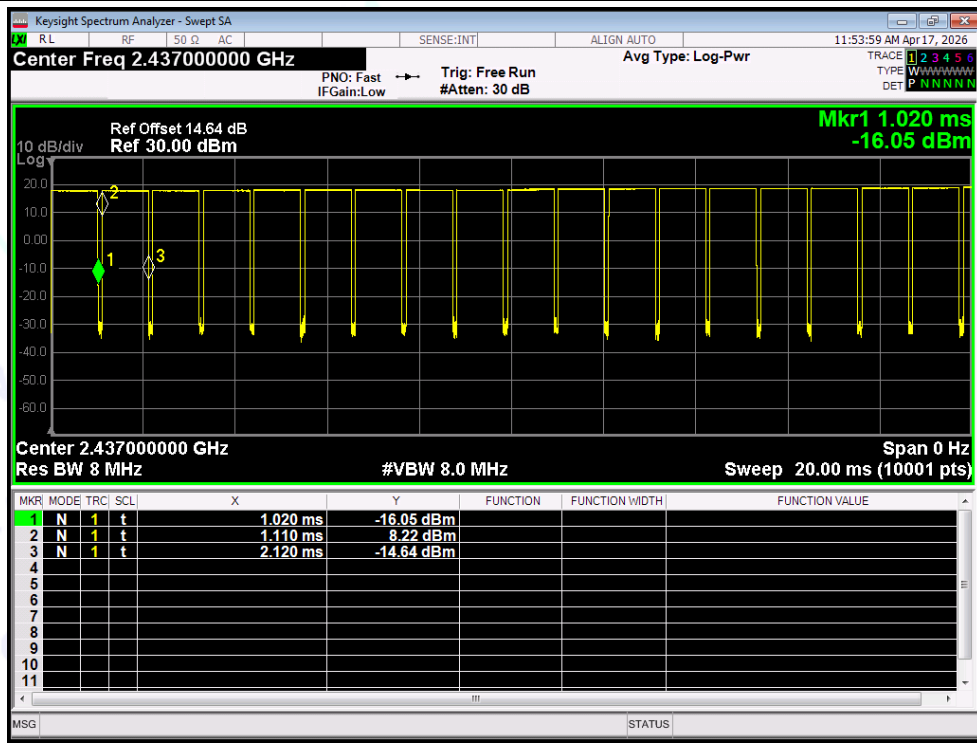 Keysight Spectrum Analyzer - Swept SA
LXI RL RF 50 Ω AC SENSE:INT ALIGN AUTO 11:53:59 AM Apr 17, 2026
Center Freq 2.437000000 GHz
Avg Type: Log-Pwr
TRACE 1 2 3 4 5 6
PNO: Fast Trig: Free Run
TYPE W W W W W W
IFGain:Low #Atten: 30 dB
DET P N N N N N
Mkr1 1.020 ms
-16.05 dBm
Ref Offset 14.64 dB
10 dB/div Ref 30.00 dBm
Log
20.0
2
10.0
0.00
1
3
-10.0
-20.0
-30.0
-40.0
-50.0
-60.0
Center 2.437000000 GHz Span 0 Hz
Res BW 8 MHz #VBW 8.0 MHz Sweep 20.00 ms (10001 pts)
MKR MODE TRC SCL X Y FUNCTION FUNCTION WIDTH FUNCTION VALUE
1 N 1 t 1.020 ms -16.05 dBm
2 N 1 t 1.110 ms 8.22 dBm
3 N 1 t 2.120 ms -14.64 dBm
4
5
6
7
8
9
10
11
MSG STATUS